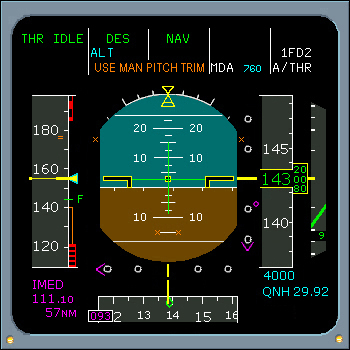 THR IDLE DES NAV
ALT 1FD2
USE MAN PITCH TRIM MDA 760 A/THR
180
20 20
145
160
10 10
143 20 00 80
140
F
10 10
140
120
9
IMED
111.10
57NM
4000
QNH 29.92
093 2 13 14 15 16